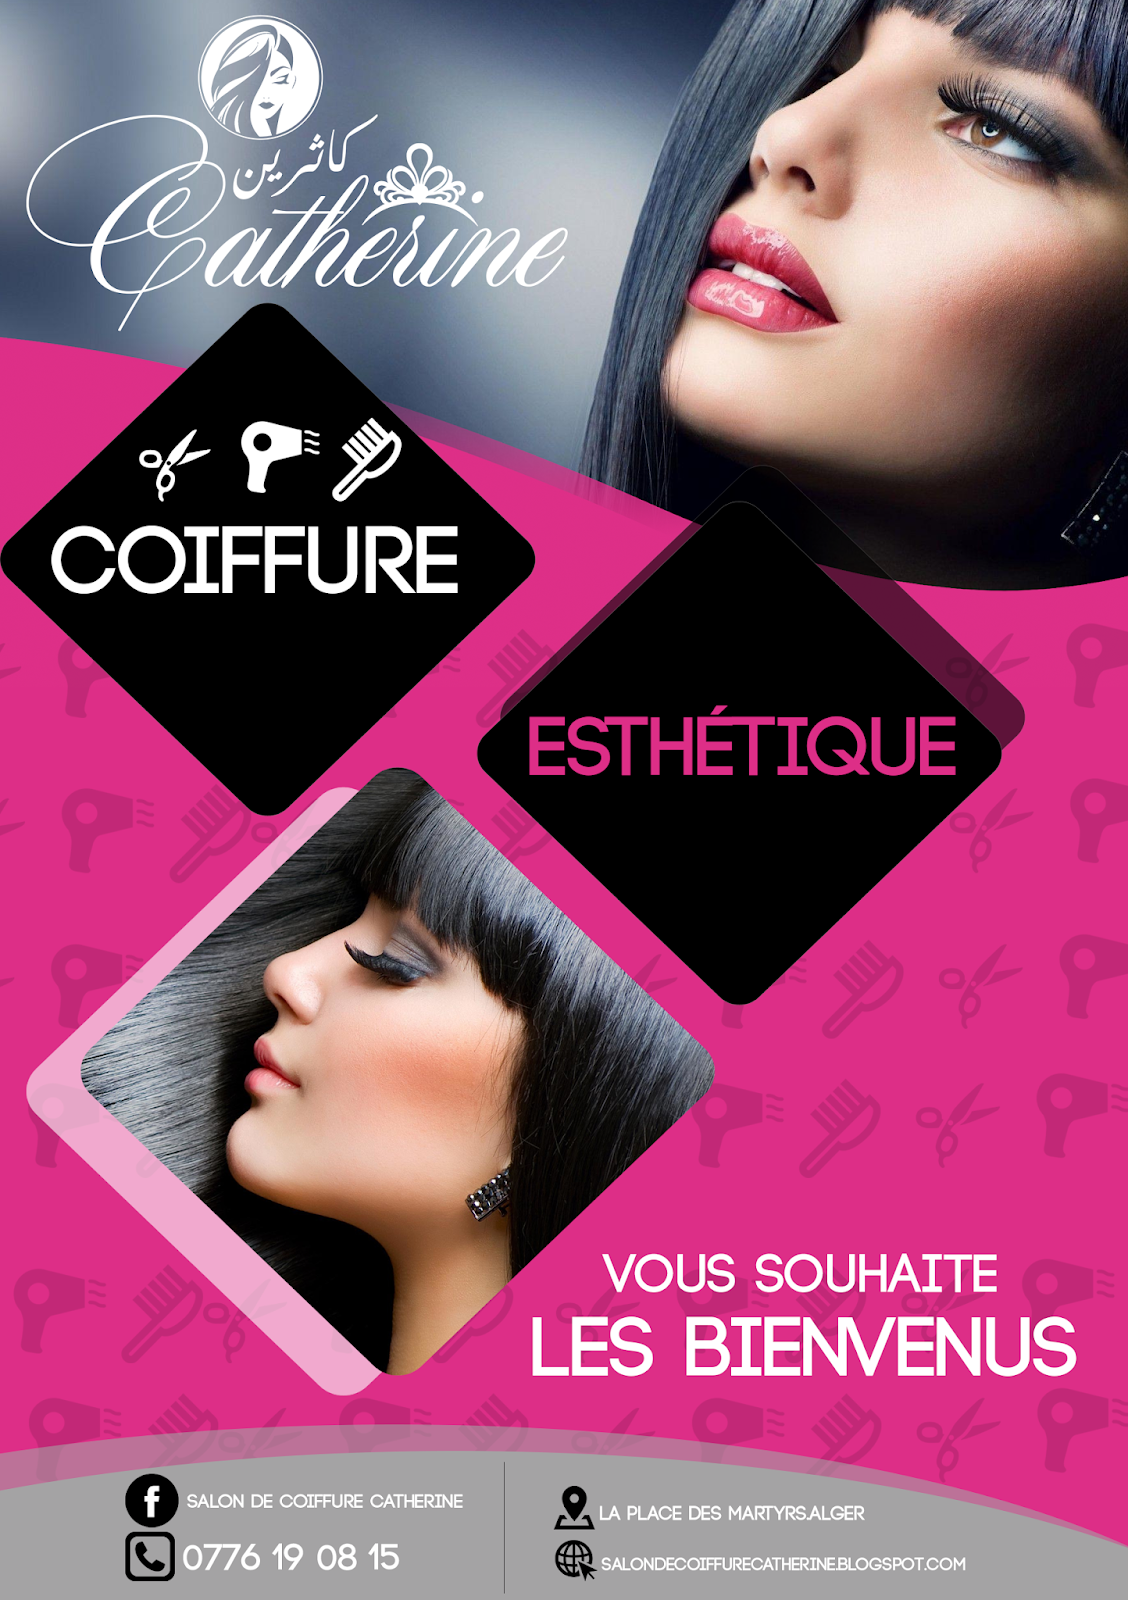 كاثرين
Catherine
COIFFURE
ESTHÉTIQUE
VOUS SOUHAITE
LES BIENVENUS
SALON DE COIFFURE CATHERINE
0776 19 08 15
LA PLACE DES MARTYRS.ALGER
SALONDECOIFFURECATHERINE.BLOGSPOT.COM